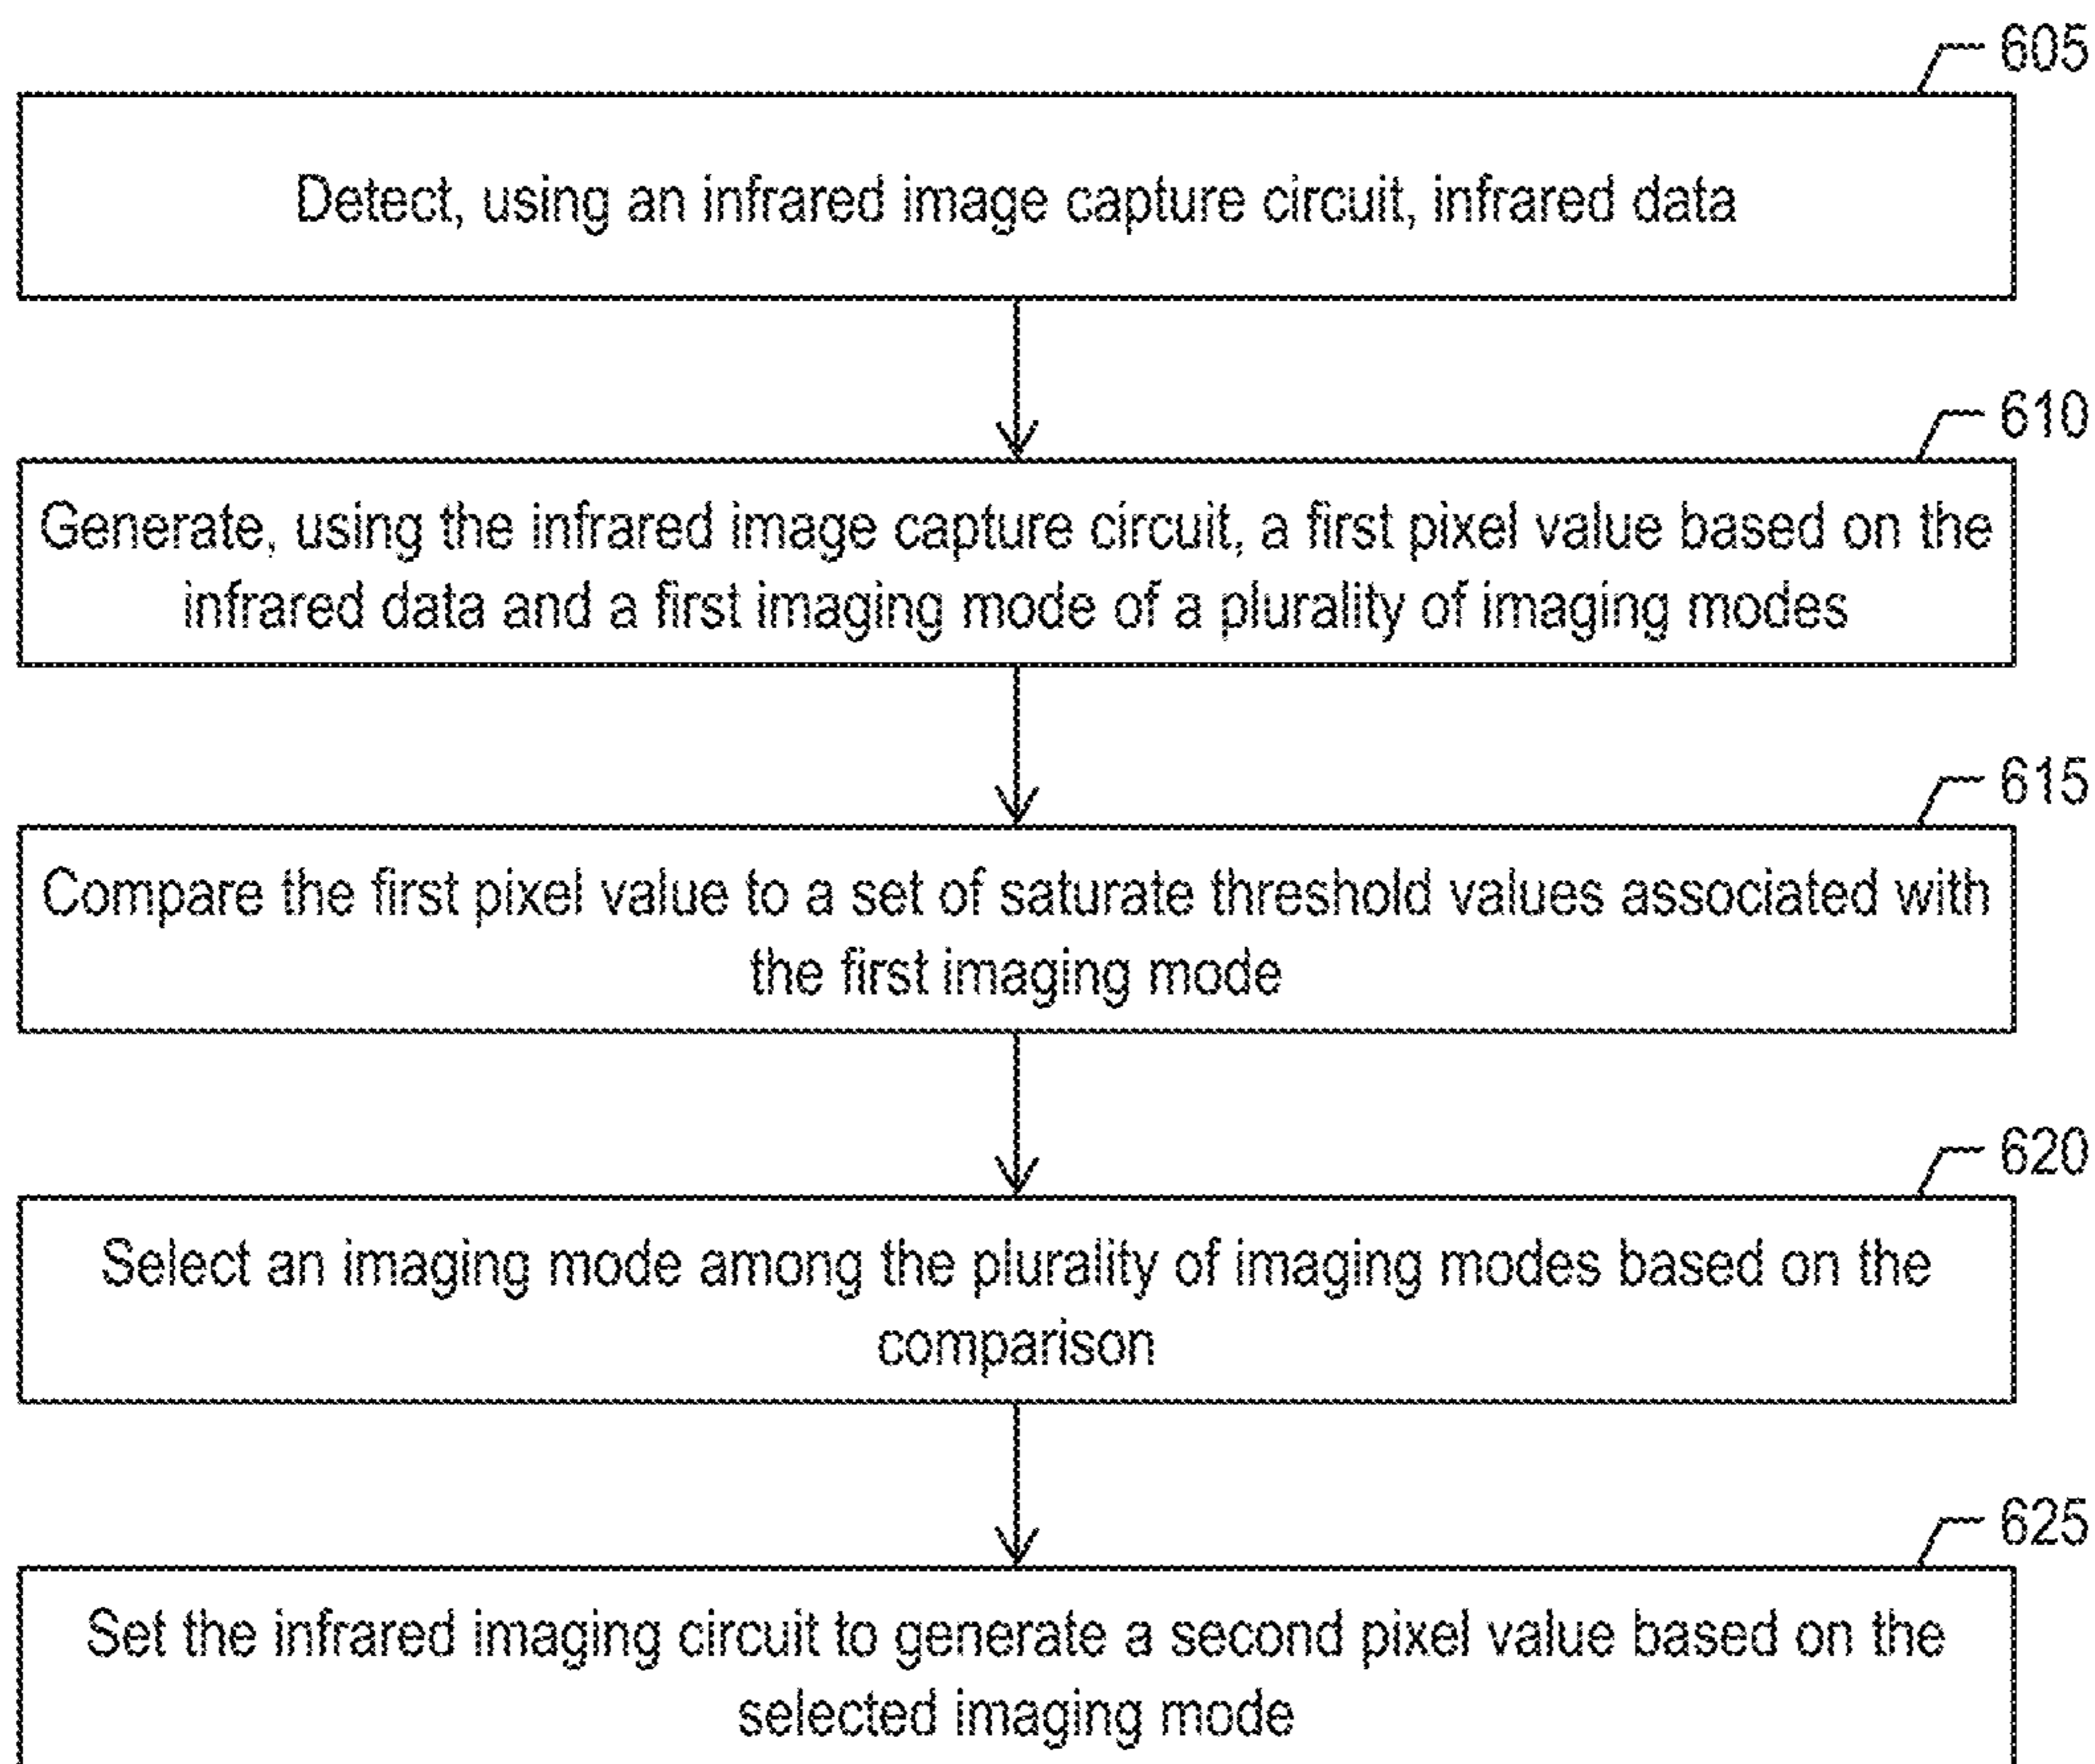 605
Detect, using an infrared image capture circuit, infrared data
610
Generate, using the infrared image capture circuit, a first pixel value based on the
infrared data and a first imaging mode of a plurality of imaging modes
615
Compare the first pixel value to a set of saturate threshold values associated with
the first imaging mode
620
Select an imaging mode among the plurality of imaging modes based on the
comparison
625
Set the infrared imaging circuit to generate a second pixel value based on the
selected imaging mode